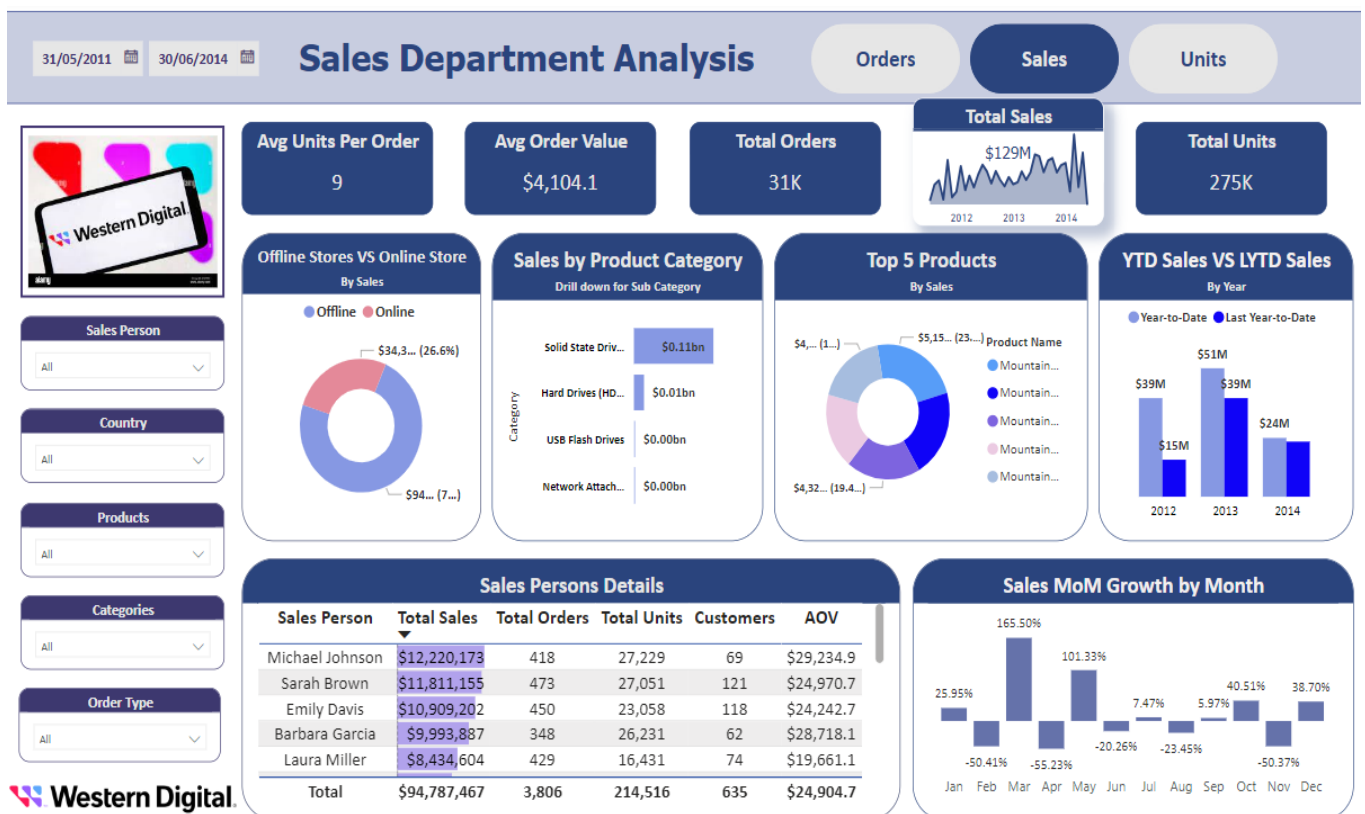 31/05/2011
30/06/2014
Sales Department Analysis
Orders
Sales
Units
Western Digital.
alamy
Avg Units Per Order
9
Avg Order Value
$4,104.1
Total Orders
31K
Total Sales
$129M
2012 2013 2014
Total Units
275K
Sales Person
All
Country
All
Products
All
Categories
All
Order Type
All
Western Digital.
Offline Stores VS Online Store
By Sales
Offline Online
$34,3... (26.6%)
$94... (7...)
Sales by Product Category
Drill down for Sub Category
Category
Solid State Driv... $0.11bn
Hard Drives (HD... $0.01bn
USB Flash Drives $0.00bn
Network Attach... $0.00bn
Top 5 Products
By Sales
$4,... (1...)
$5,15... (23....)
$4,32... (19.4...)
Product Name
Mountain...
Mountain...
Mountain...
Mountain...
Mountain...
YTD Sales VS LYTD Sales
By Year
Year-to-Date Last Year-to-Date
$51M
$39M $39M
$24M
$15M
2012 2013 2014
Sales Persons Details
Sales Person Total Sales Total Orders Total Units Customers AOV
Michael Johnson $12,220,173 418 27,229 69 $29,234.9
Sarah Brown $11,811,155 473 27,051 121 $24,970.7
Emily Davis $10,909,202 450 23,058 118 $24,242.7
Barbara Garcia $9,993,887 348 26,231 62 $28,718.1
Laura Miller $8,434,604 429 16,431 74 $19,661.1
Total $94,787,467 3,806 214,516 635 $24,904.7
Sales MoM Growth by Month
25.95%
-50.41%
165.50%
-55.23%
101.33%
-20.26%
7.47%
-23.45%
5.97%
40.51%
-50.37%
38.70%
Jan Feb Mar Apr May Jun Jul Aug Sep Oct Nov Dec